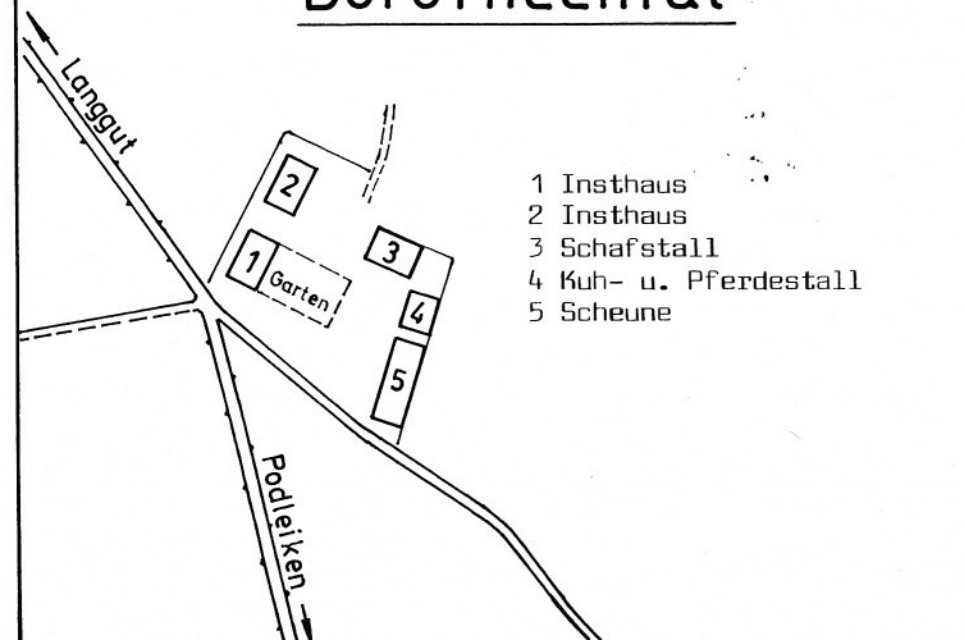 Langgut
2
1
Garten
3
4
5
Podleiken
1 Insthaus
2 Insthaus
3 Schafstall
4 Kuh- u. Pferdestall
5 Scheune